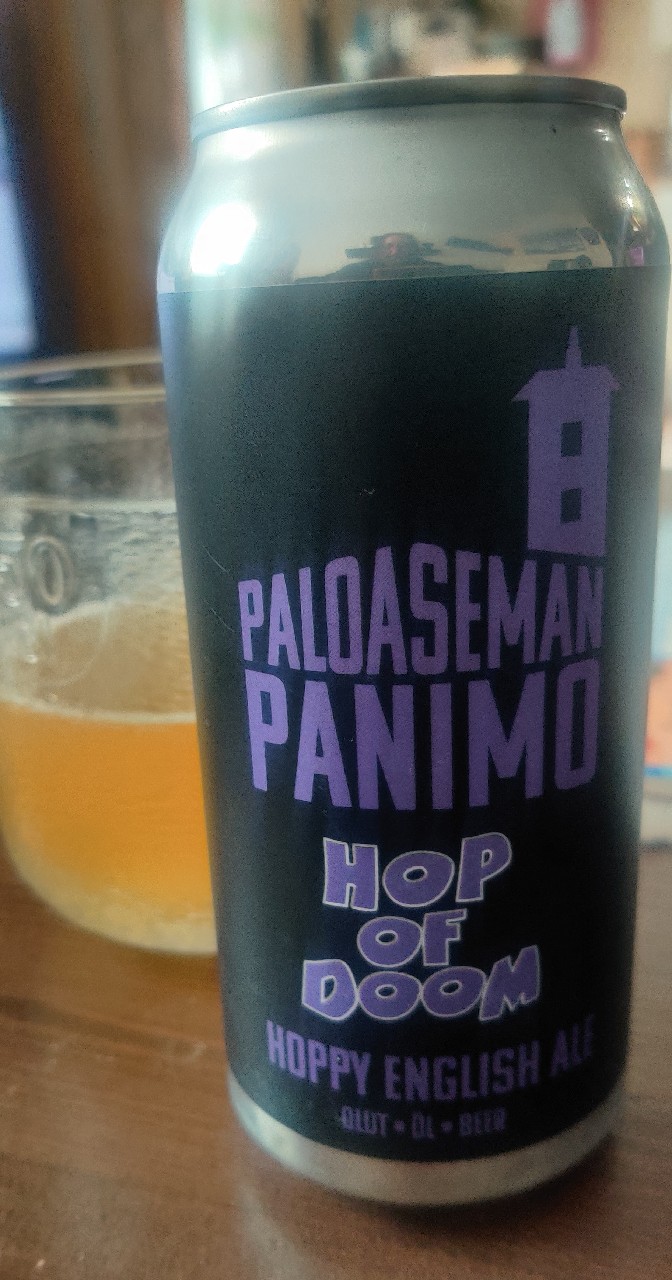 PALOASEMAN
PANIMO
HOP
OF
DOOM
HOPPY ENGLISH ALE
OLUT • ÖL • BEER